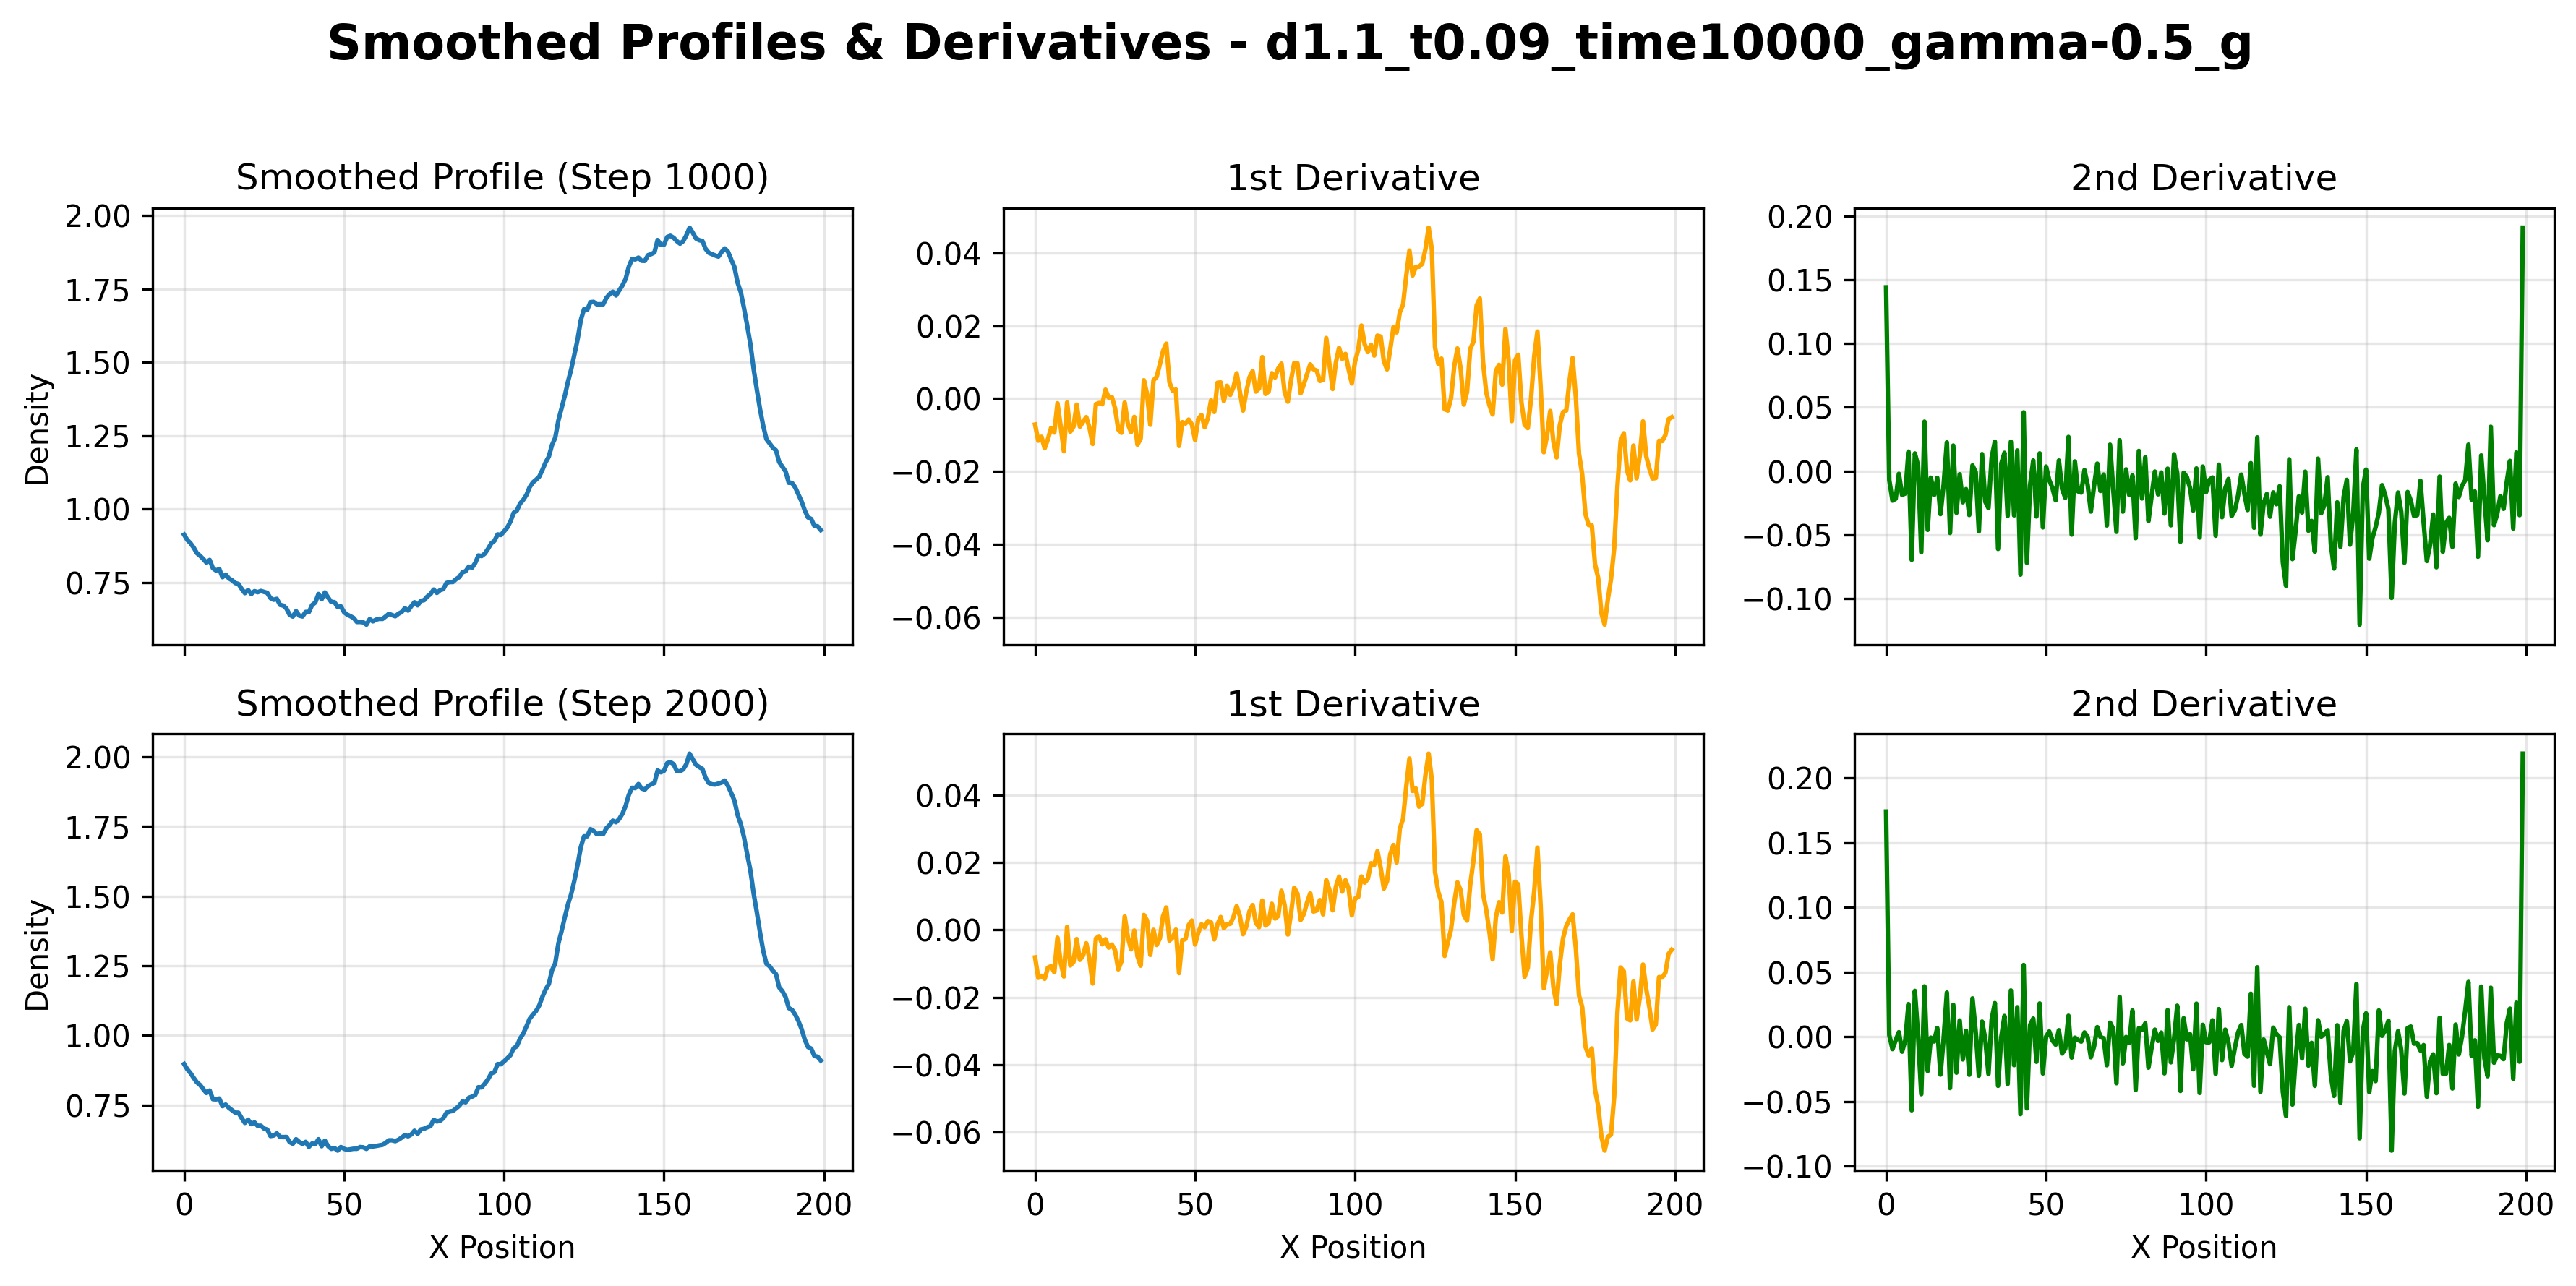 Smoothed Profiles & Derivatives - d1.1_t0.09_time10000_gamma-0.5_g
Smoothed Profile (Step 1000)
2.00
1.75
1.50
1.25
1.00
0.75
Density
1st Derivative
0.04
0.02
0.00
−0.02
−0.04
−0.06
2nd Derivative
0.20
0.15
0.10
0.05
0.00
−0.05
−0.10
Smoothed Profile (Step 2000)
2.00
1.75
1.50
1.25
1.00
0.75
Density
0 50 100 150 200
X Position
1st Derivative
0.04
0.02
0.00
−0.02
−0.04
−0.06
0 50 100 150 200
X Position
2nd Derivative
0.20
0.15
0.10
0.05
0.00
−0.05
−0.10
0 50 100 150 200
X Position